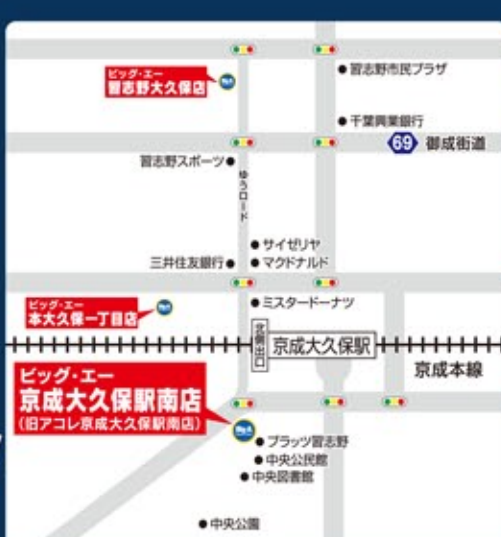 ビッグ・エー
習志野大久保店
習志野市民プラザ
千葉興業銀行
69 御成街道
習志野スポーツ
ゆうロード
サイゼリヤ
三井住友銀行
マクドナルド
ビッグ・エー
本大久保一丁目店
ミスタードーナツ
北側出口
京成大久保駅
京成本線
ビッグ・エー
京成大久保駅南店
(旧アコレ京成大久保駅南店)
プラッツ習志野
中央公民館
中央図書館
中央公園